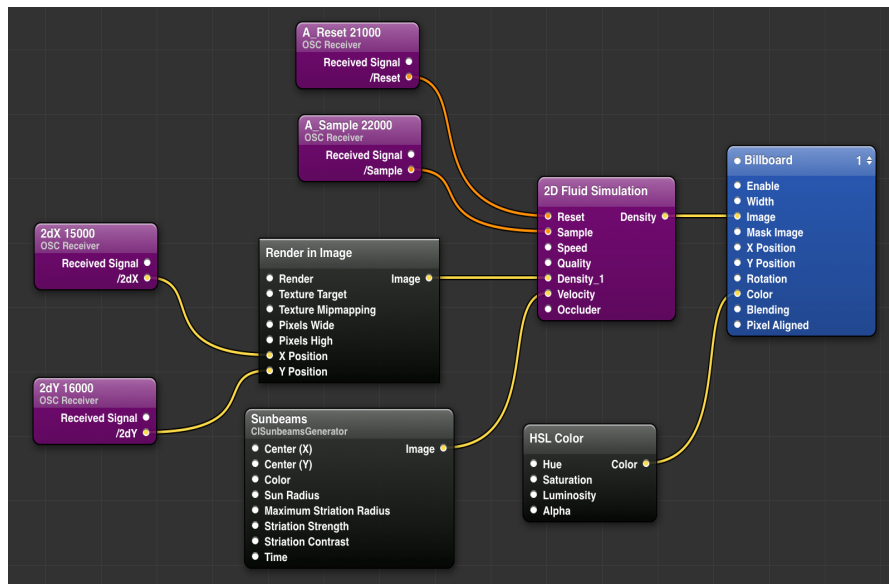 A_Reset 21000
OSC Receiver
Received Signal
/Reset
A_Sample 22000
OSC Receiver
Received Signal
/Sample
2dX 15000
OSC Receiver
Received Signal
/2dX
2dY 16000
OSC Receiver
Received Signal
/2dY
Render in Image
Render Image
Texture Target
Texture Mipmapping
Pixels Wide
Pixels High
X Position
Y Position
Sunbeams
CISunbeamsGenerator
Center (X) Image
Center (Y)
Color
Sun Radius
Maximum Striation Radius
Striation Strength
Striation Contrast
Time
2D Fluid Simulation
Reset Density
Sample
Speed
Quality
Density_1
Velocity
Occluder
HSL Color
Hue Color
Saturation
Luminosity
Alpha
Billboard 1
Enable
Width
Image
Mask Image
X Position
Y Position
Rotation
Color
Blending
Pixel Aligned